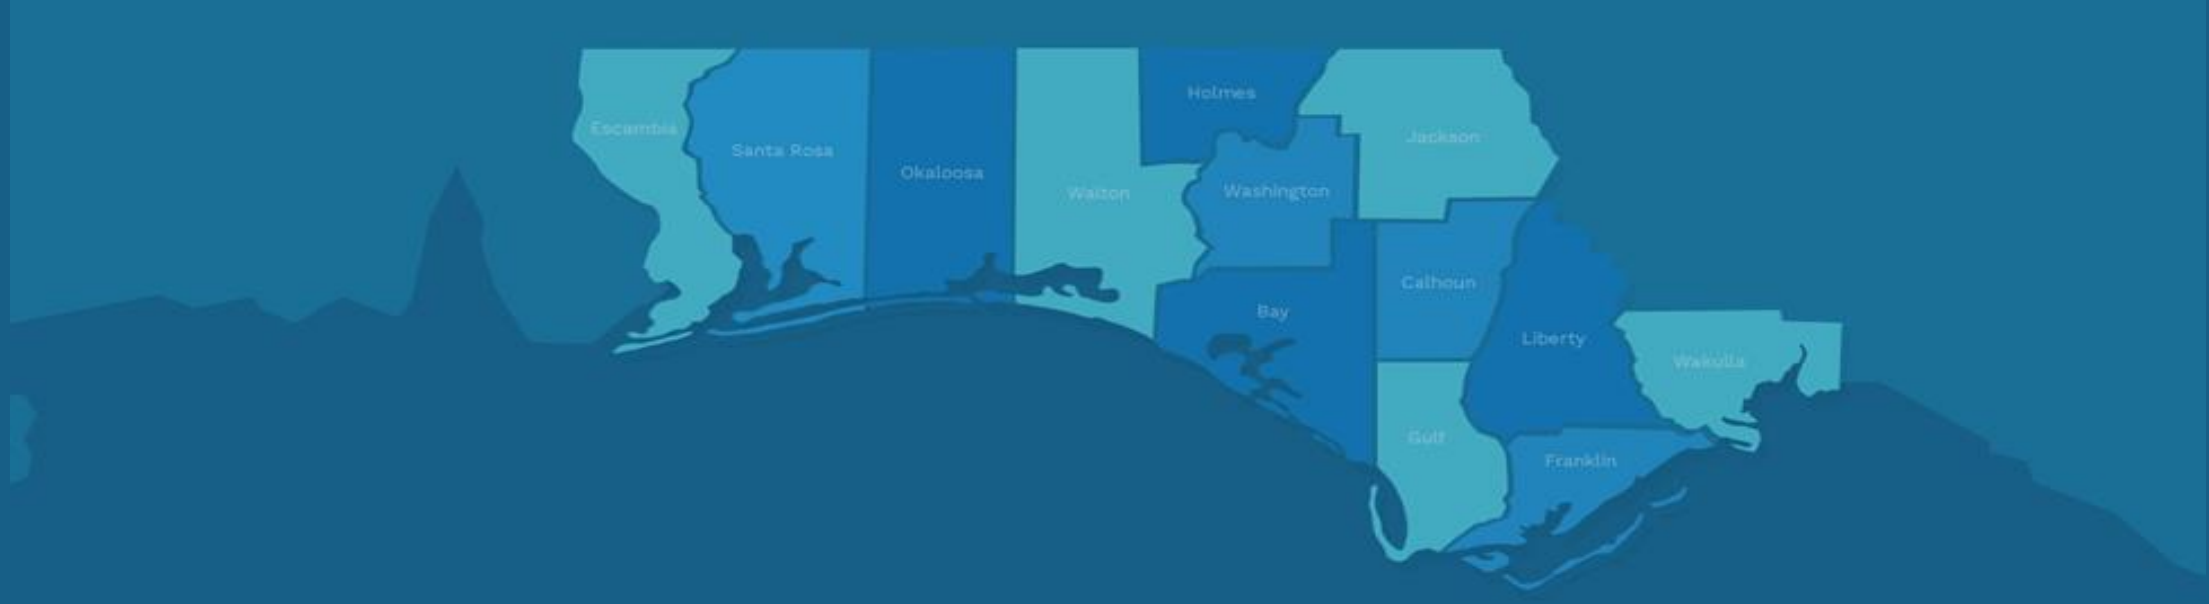 Escambia
Santa Rosa
Okaloosa
Walton
Holmes
Washington
Jackson
Bay
Calhoun
Liberty
Gulf
Franklin
Wakulla